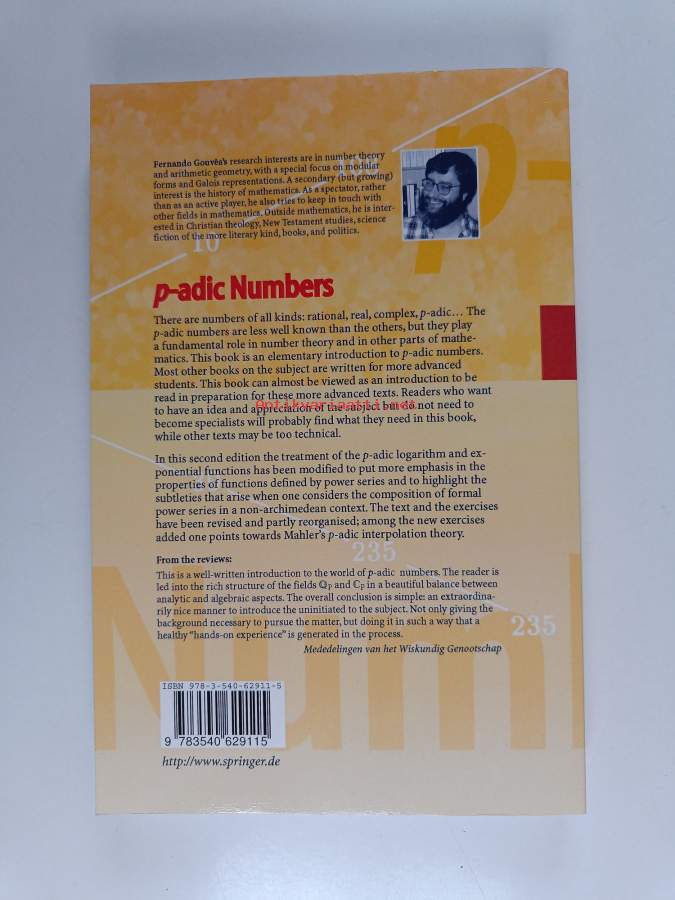 Fernando Gouvêa's research interests are in number theory
and arithmetic geometry, with a special focus on modular
forms and Galois representations. A secondary (but growing)
interest is the history of mathematics. As a spectator, rather
than as an active player, he also tries to keep in touch with
other fields in mathematics. Outside mathematics, he is inter-
ested in Christian theology, New Testament studies, science
fiction of the more literary kind, books, and politics.
10
p-
p-adic Numbers
There are numbers of all kinds: rational, real, complex, p-adic... The
p-adic numbers are less well known than the others, but they play
a fundamental role in number theory and in other parts of mathe-
matics. This book is an elementary introduction to p-adic numbers.
Most other books on the subject are written for more advanced
students. This book can almost be viewed as an introduction to be
read in preparation for these more advanced texts. Readers who want
to have an idea and appreciation of the subject but do not need to
become specialists will probably find what they need in this book,
while other texts may be too technical.
Antikvariaatti.net
In this second edition the treatment of the p-adic logarithm and ex-
ponential functions has been modified to put more emphasis in the
properties of functions defined by power series and to highlight the
subtleties that arise when one considers the composition of formal
power series in a non-archimedean context. The text and the exercises
have been revised and partly reorganised; among the new exercises
added one points towards Mahler's p-adic interpolation theory.
235
From the reviews:
This is a well-written introduction to the world of p-adic numbers. The reader is
led into the rich structure of the fields ℚp and ℂp in a beautiful balance between
analytic and algebraic aspects. The overall conclusion is simple: an extraordina-
rily nice manner to introduce the uninitiated to the subject. Not only giving the
background necessary to pursue the matter, but doing it in such a way that a
healthy "hands-on experience" is generated in the process.
235
Mededelingen van het Wiskundig Genootschap
Num
ISBN 978-3-540-62911-5
9 783540 629115
http://www.springer.de